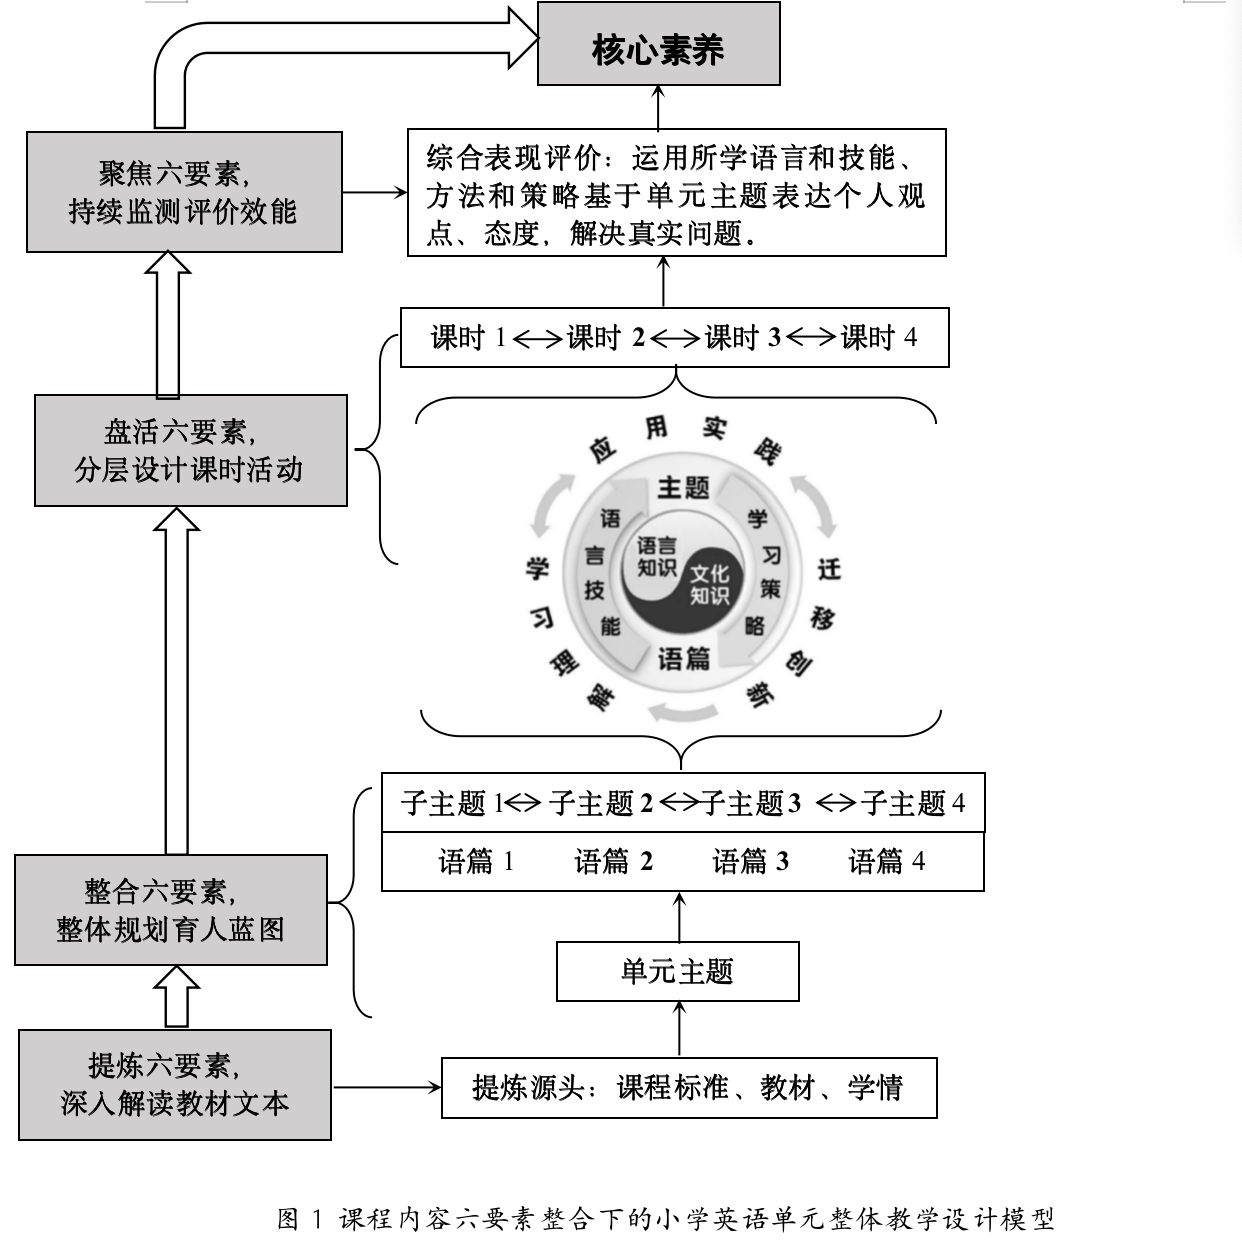 核心素养
聚焦六要素，
持续监测评价效能
综合表现评价：运用所学语言和技能、
方法和策略基于单元主题表达个人观
点、态度，解决真实问题。
课时 1 课时 2 课时 3 课时 4
盘活六要素，
分层设计课时活动
应用实践
迁移创新
学习理解
主题
语言技能
学习策略
语言
知识
文化
知识
语篇
子主题 1 子主题 2 子主题 3 子主题 4
语篇 1 语篇 2 语篇 3 语篇 4
整合六要素，
整体规划育人蓝图
单元主题
提炼六要素，
深入解读教材文本
提炼源头：课程标准、教材、学情
图 1 课程内容六要素整合下的小学英语单元整体教学设计模型